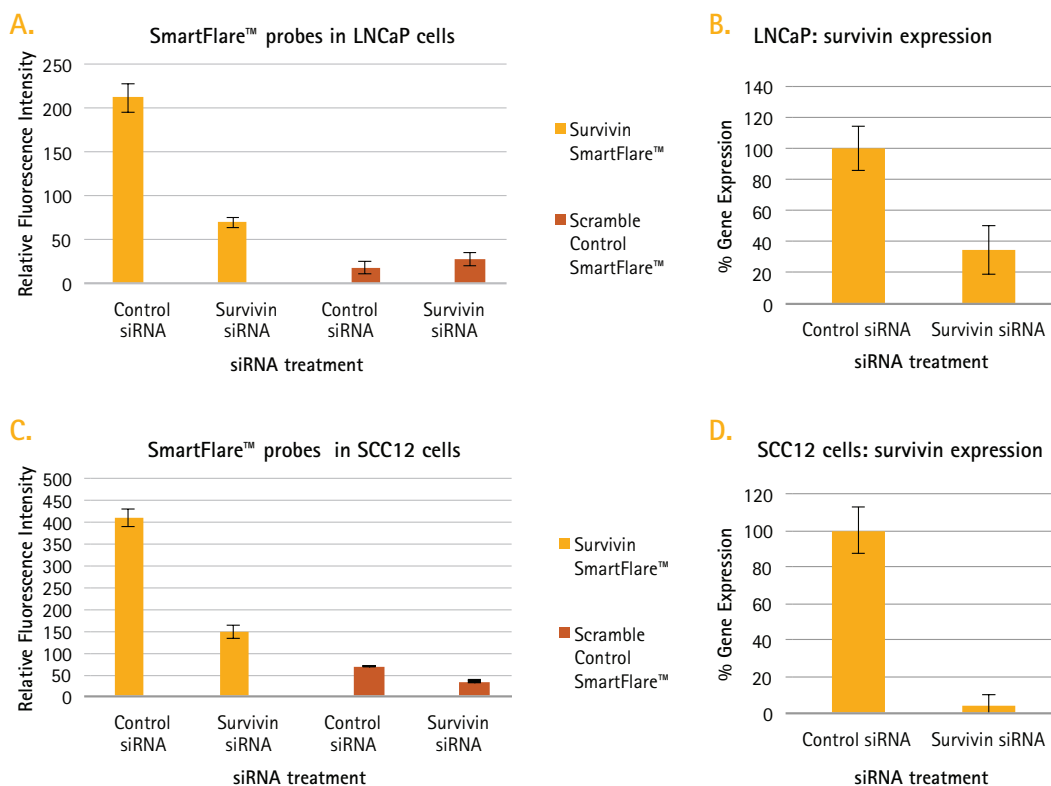 A.
SmartFlare™ probes in LNCaP cells
Relative Fluorescence Intensity
250
200
150
100
50
0
Control siRNA
Survivin siRNA
Control siRNA
Survivin siRNA
siRNA treatment
Survivin
SmartFlare™
Scramble
Control
SmartFlare™
B.
LNCaP: survivin expression
% Gene Expression
140
120
100
80
60
40
20
0
Control siRNA
Survivin siRNA
siRNA treatment
C.
SmartFlare™ probes in SCC12 cells
Relative Fluorescence Intensity
500
450
400
350
300
250
200
150
100
50
0
Control siRNA
Survivin siRNA
Control siRNA
Survivin siRNA
siRNA treatment
Survivin
SmartFlare™
Scramble
Control
SmartFlare™
D.
SCC12 cells: survivin expression
% Gene Expression
120
100
80
60
40
20
0
Control siRNA
Survivin siRNA
siRNA treatment